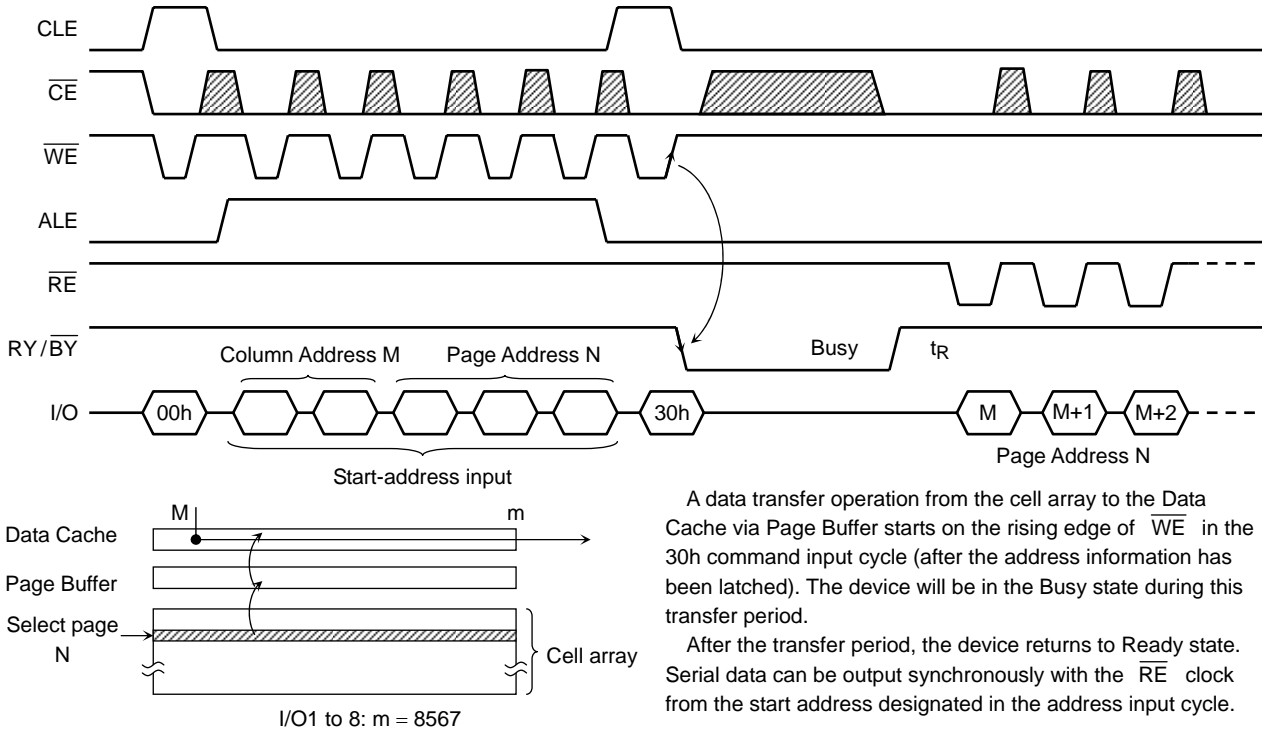 CLE
CE
WE
ALE
RE
RY/BY
Busy
tR
Column Address M
Page Address N
I/O
00h
30h
M
M+1
M+2
Start-address input
Page Address N
M
m
Data Cache
Page Buffer
Select page
N
Cell array
I/O1 to 8: m = 8567
A data transfer operation from the cell array to the Data
Cache via Page Buffer starts on the rising edge of WE in the
30h command input cycle (after the address information has
been latched). The device will be in the Busy state during this
transfer period.
After the transfer period, the device returns to Ready state.
Serial data can be output synchronously with the RE clock
from the start address designated in the address input cycle.